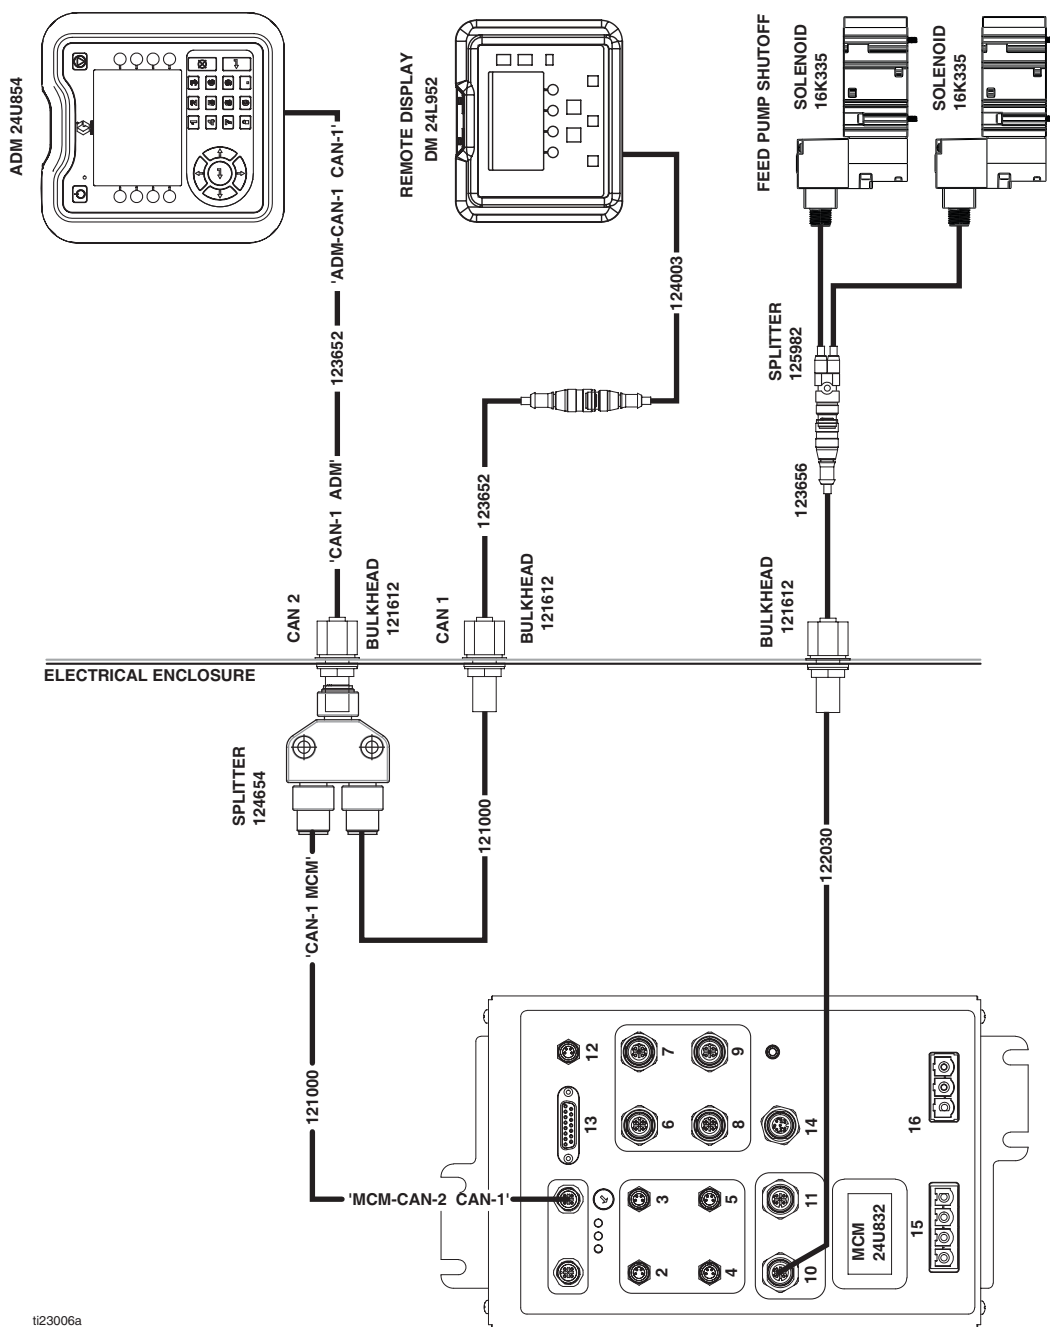 ADM 24U854
REMOTE DISPLAY
DM 24L952
FEED PUMP SHUTOFF
SOLENOID
16K335
SOLENOID
16K335
'ADM-CAN-1 CAN-1'
123652
'CAN-1 ADM'
124003
SPLITTER
125982
123652
123656
CAN 2
BULKHEAD
121612
CAN 1
BULKHEAD
121612
BULKHEAD
121612
ELECTRICAL ENCLOSURE
SPLITTER
124654
'CAN-1 MCM'
121000
121000
122030
'MCM-CAN-2 CAN-1'
12
13
7
9
6
8
14
16
3
5
11
2
4
10
MCM
24U832
15
ti23006a